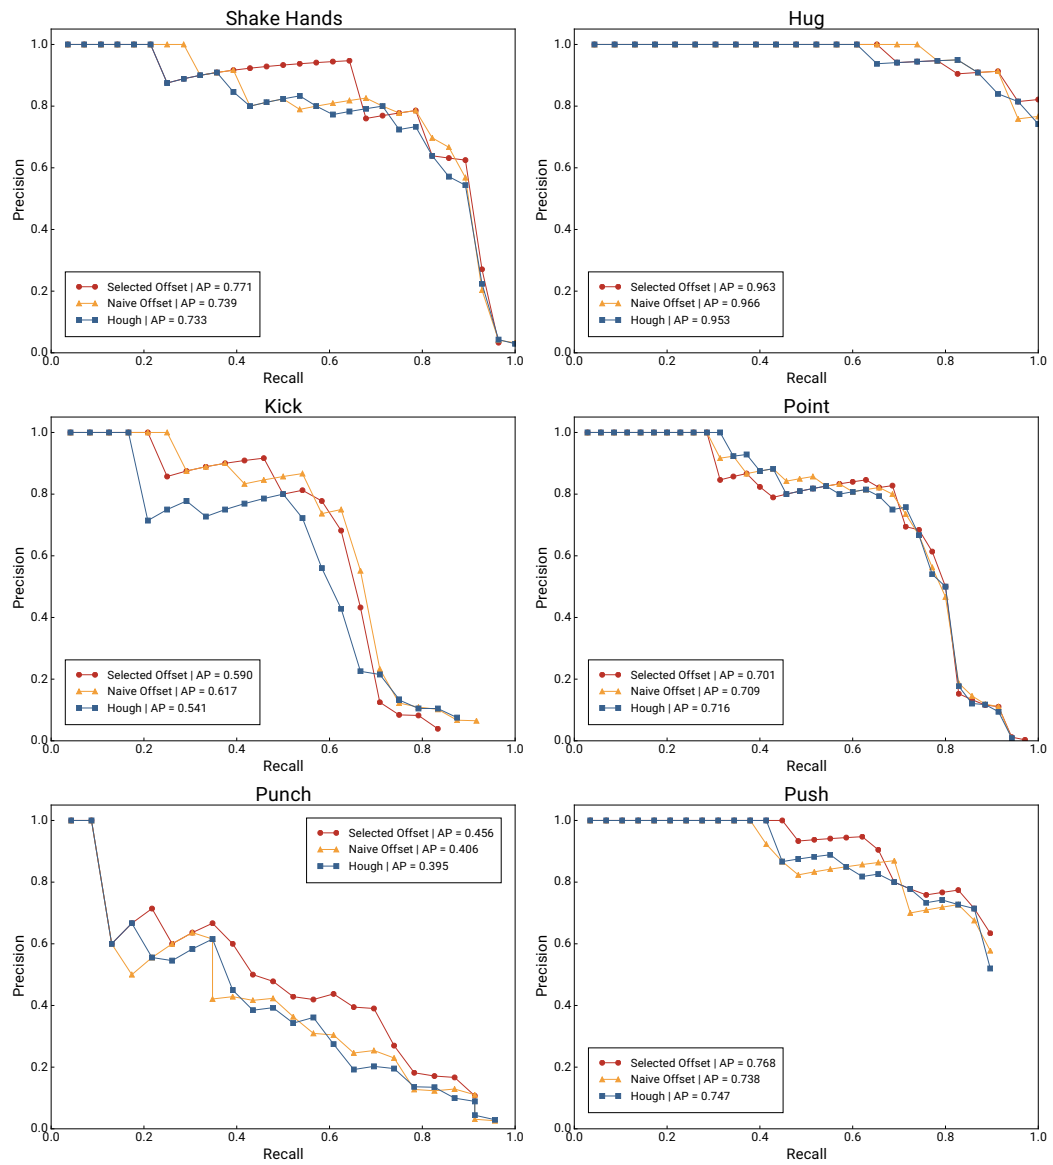 Shake Hands
1.0
0.8
0.6
0.4
0.2
0.0
Precision
Selected Offset | AP = 0.771
Naive Offset | AP = 0.739
Hough | AP = 0.733
0.0 0.2 0.4 0.6 0.8 1.0
Recall
Hug
1.0
0.8
0.6
0.4
0.2
0.0
Precision
Selected Offset | AP = 0.963
Naive Offset | AP = 0.966
Hough | AP = 0.953
0.0 0.2 0.4 0.6 0.8 1.0
Recall
Kick
1.0
0.8
0.6
0.4
0.2
0.0
Precision
Selected Offset | AP = 0.590
Naive Offset | AP = 0.617
Hough | AP = 0.541
0.0 0.2 0.4 0.6 0.8 1.0
Recall
Point
1.0
0.8
0.6
0.4
0.2
0.0
Precision
Selected Offset | AP = 0.701
Naive Offset | AP = 0.709
Hough | AP = 0.716
0.0 0.2 0.4 0.6 0.8 1.0
Recall
Punch
1.0
0.8
0.6
0.4
0.2
0.0
Precision
Selected Offset | AP = 0.456
Naive Offset | AP = 0.406
Hough | AP = 0.395
0.0 0.2 0.4 0.6 0.8 1.0
Recall
Push
1.0
0.8
0.6
0.4
0.2
0.0
Precision
Selected Offset | AP = 0.768
Naive Offset | AP = 0.738
Hough | AP = 0.747
0.0 0.2 0.4 0.6 0.8 1.0
Recall